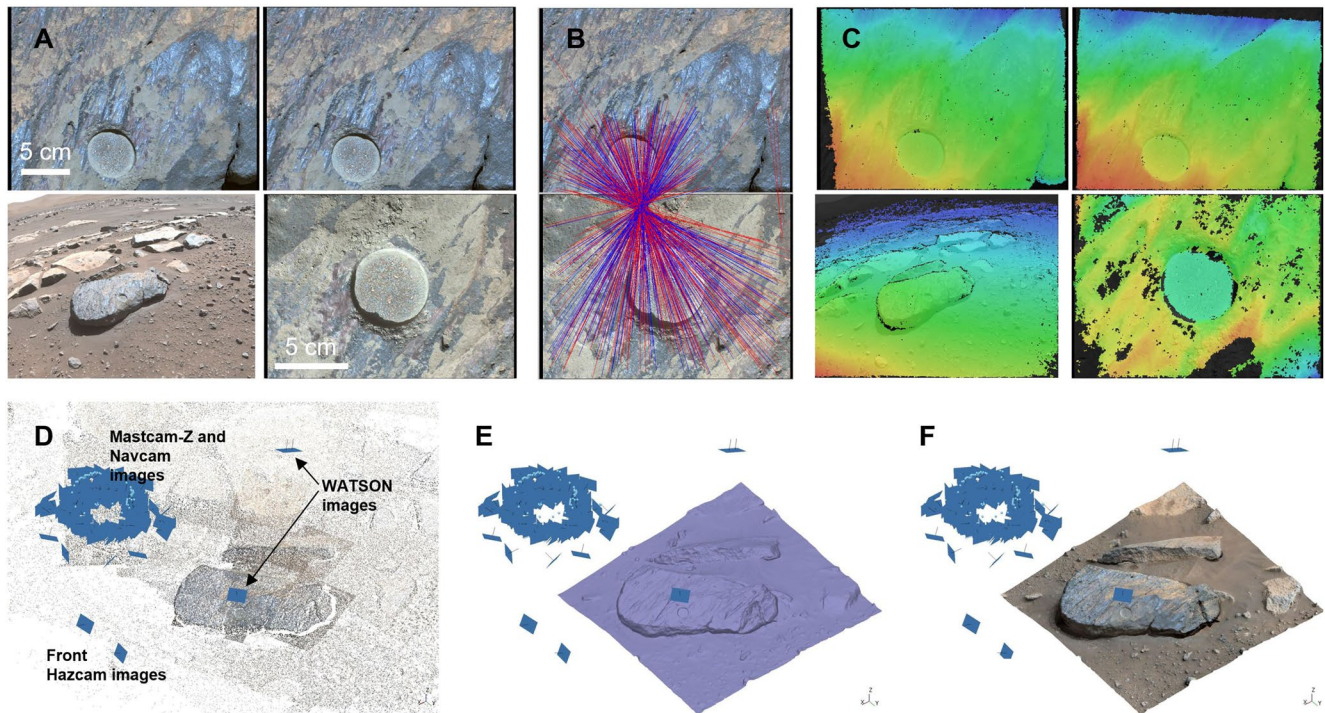 A
B
C
5 cm
5 cm
D
Mastcam-Z and
Navcam
images
WATSON
images
Front
Hazcam images
Z
X
Y
E
Z
X
Y
F
Z
X
Y